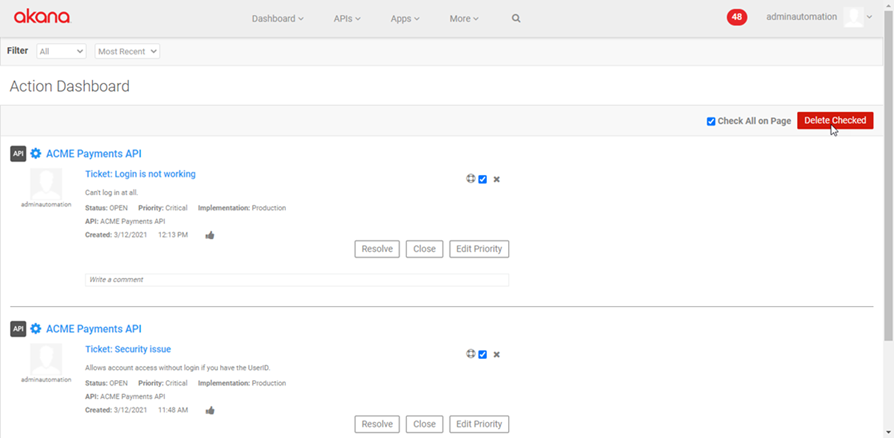 akana
Dashboard APIs Apps More
48 adminautomation
Filter All Most Recent
Action Dashboard
Check All on Page Delete Checked
API ACME Payments API
Ticket: Login is not working
Can't log in at all.
adminautomation
Status: OPEN Priority: Critical Implementation: Production
API: ACME Payments API
Created: 3/12/2021 12:13 PM
Resolve Close Edit Priority
Write a comment
API ACME Payments API
Ticket: Security issue
Allows account access without login if you have the UserID.
adminautomation
Status: OPEN Priority: Critical Implementation: Production
API: ACME Payments API
Created: 3/12/2021 11:48 AM
Resolve Close Edit Priority